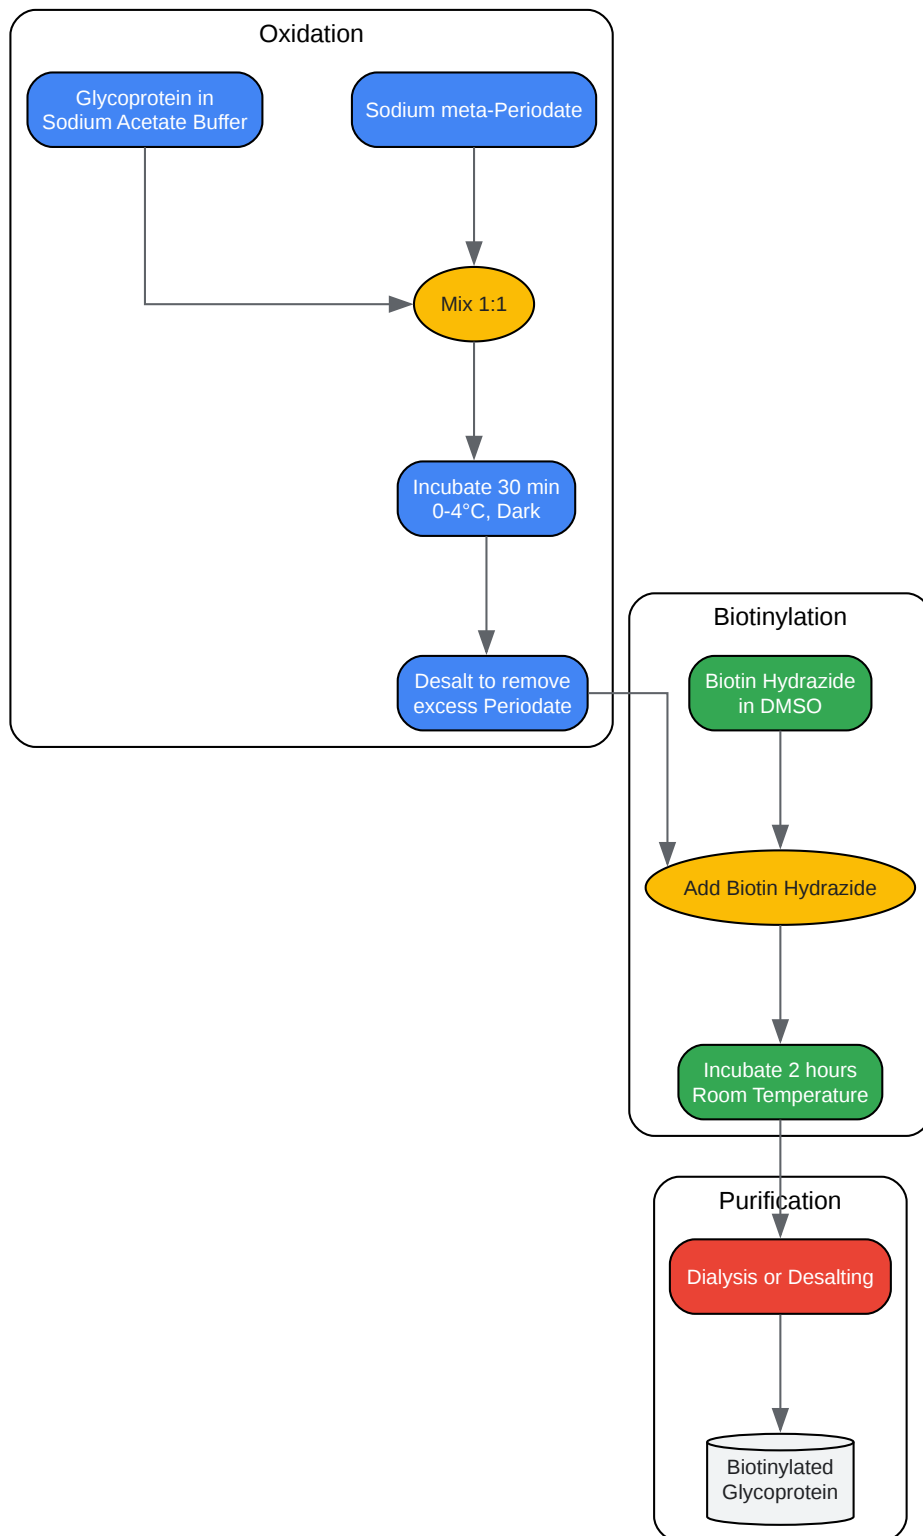 Oxidation
Glycoprotein in
Sodium Acetate Buffer
Sodium meta-Periodate
Mix 1:1
Incubate 30 min
0-4°C, Dark
Desalt to remove
excess Periodate
Biotinylation
Biotin Hydrazide
in DMSO
Add Biotin Hydrazide
Incubate 2 hours
Room Temperature
Purification
Dialysis or Desalting
Biotinylated
Glycoprotein